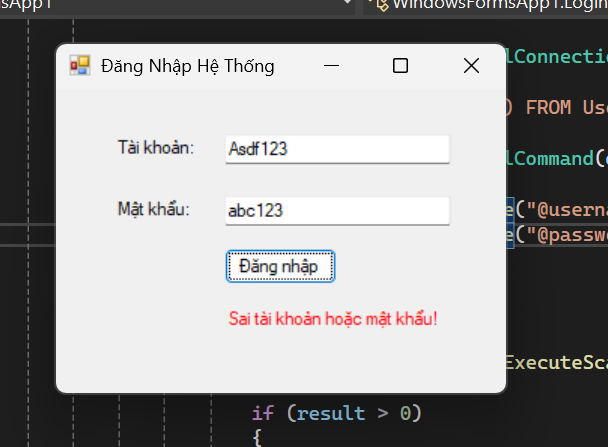 WindowsFormsApp1.Login
Đăng Nhập Hệ Thống
lConnectio
) FROM Use
Tài khoản: Asdf123
lCommand(
Mật khẩu: abc123
e("@userna
e("@passwo
Đăng nhập
Sai tài khoản hoặc mật khẩu!
ExecuteSca
if (result > 0)
{